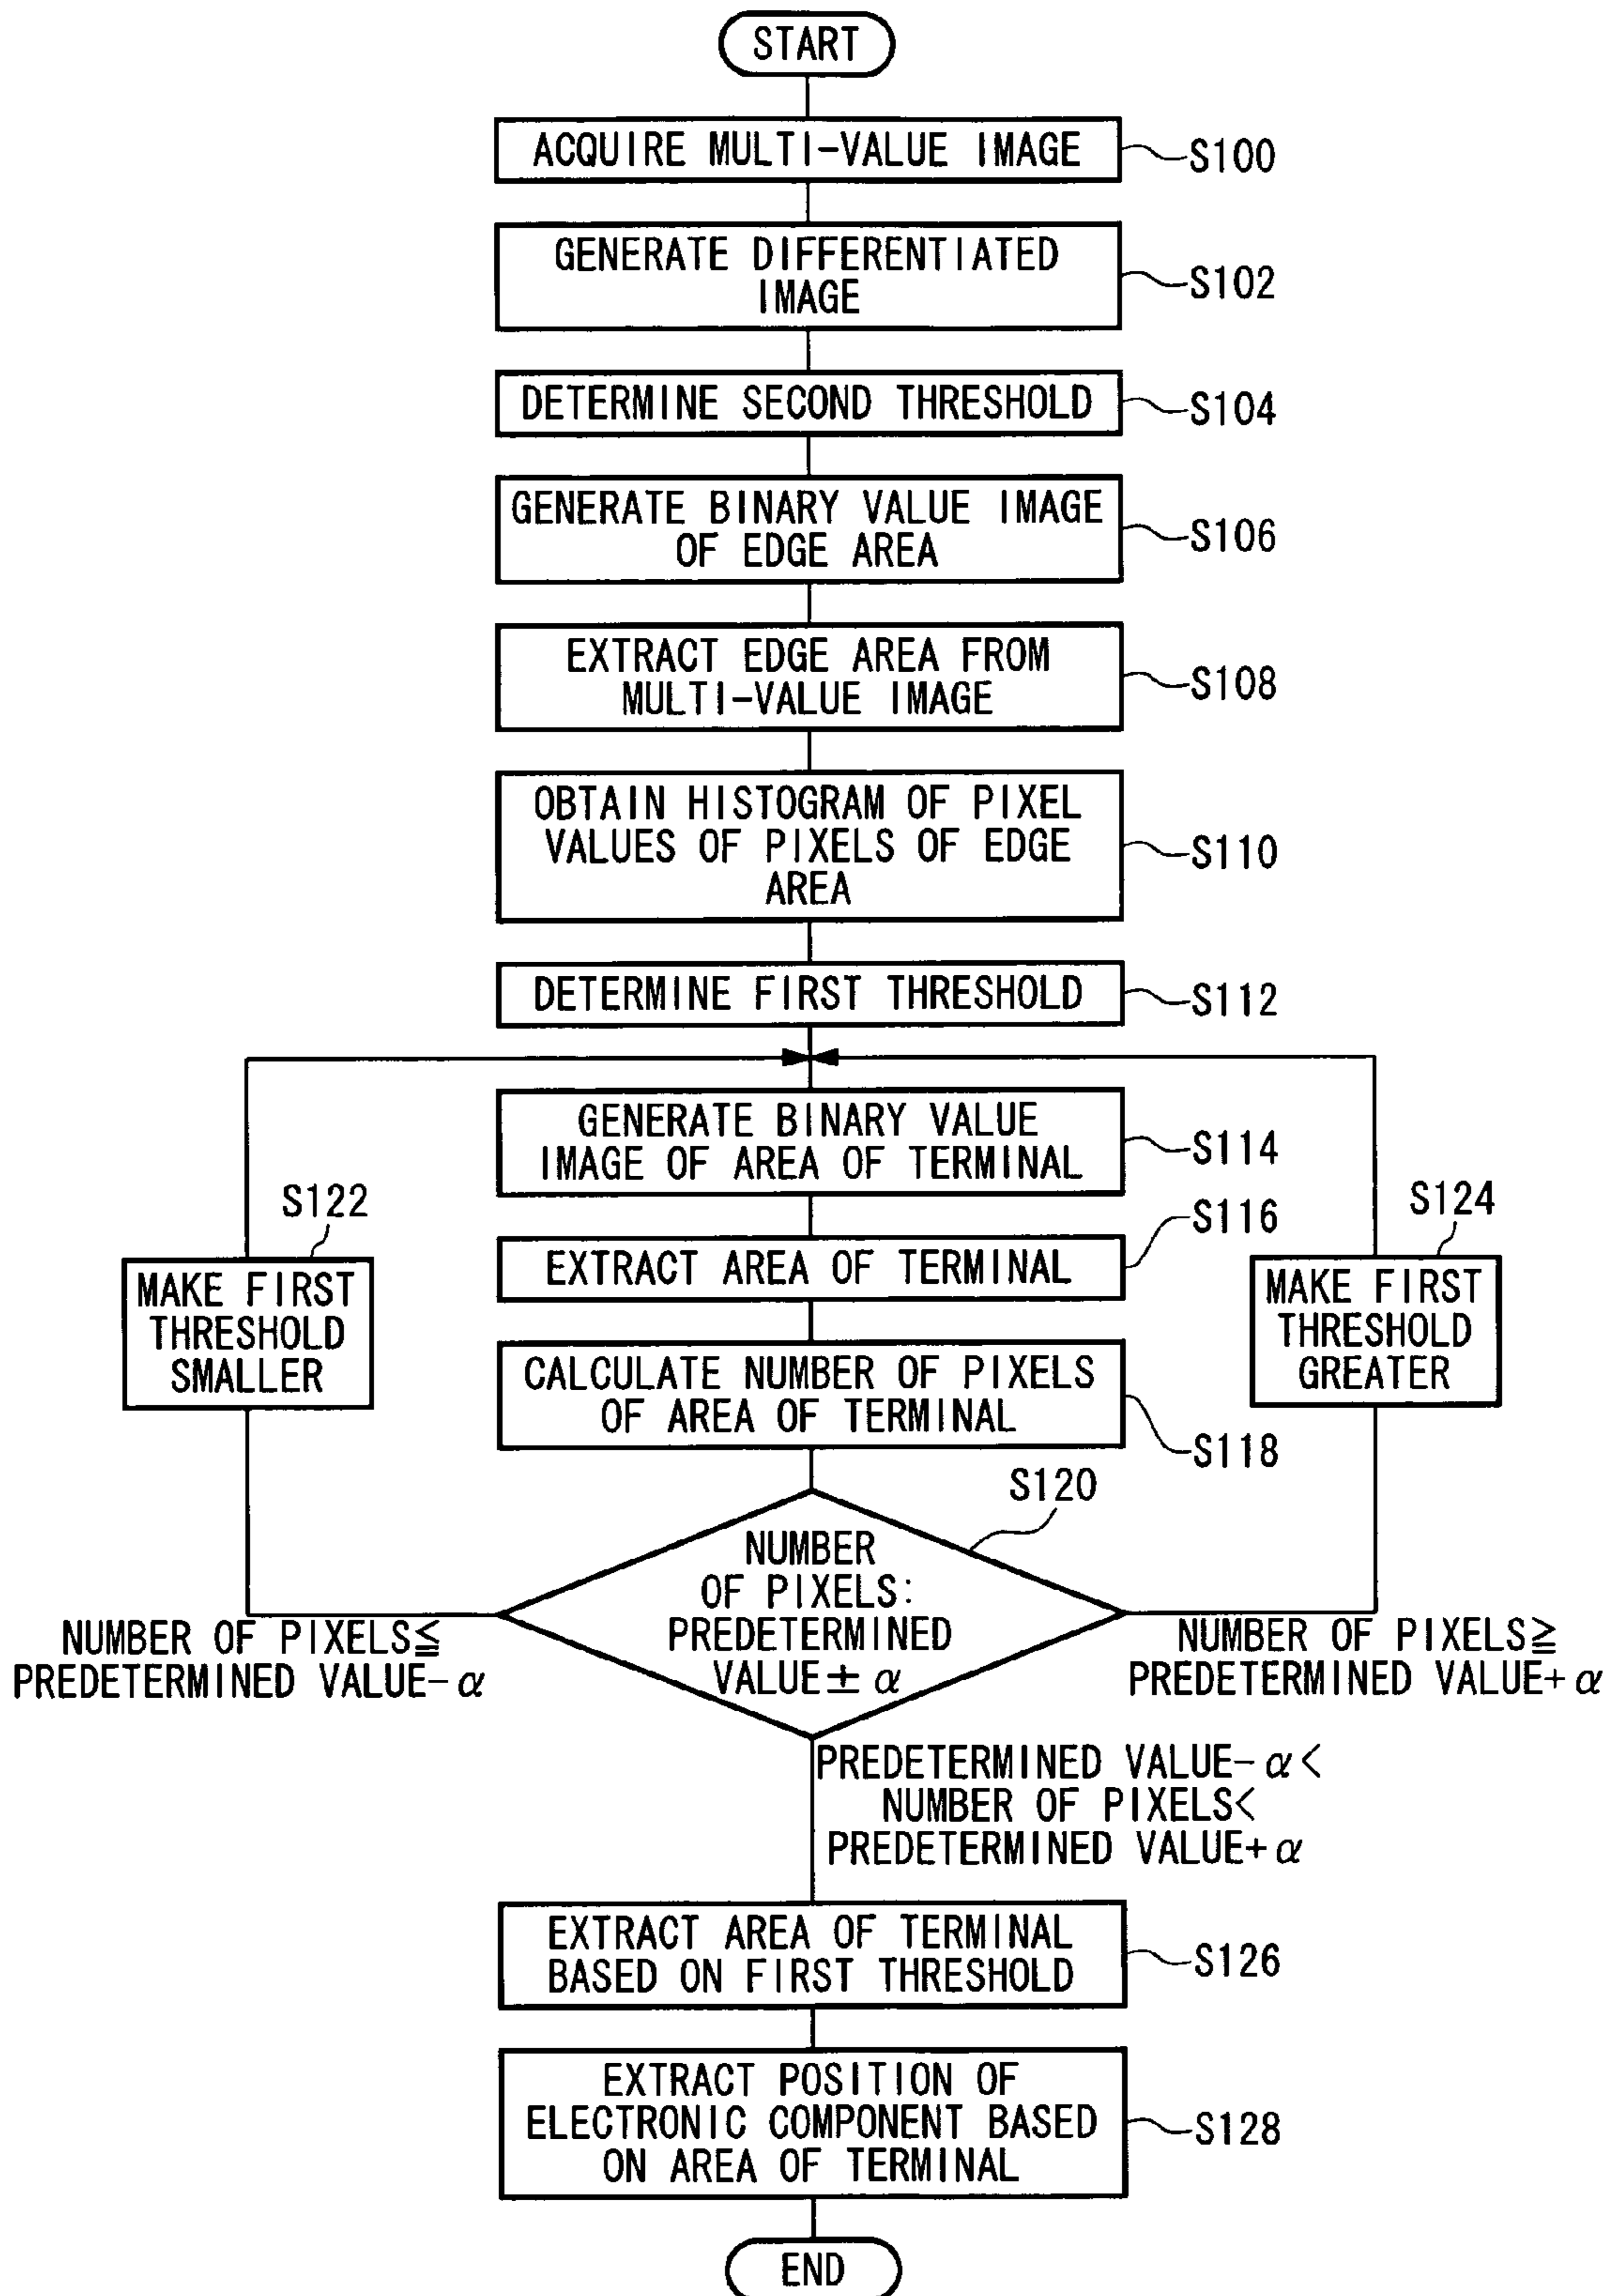 START
ACQUIRE MULTI-VALUE IMAGE
S100
GENERATE DIFFERENTIATED
IMAGE
S102
DETERMINE SECOND THRESHOLD
S104
GENERATE BINARY VALUE IMAGE
OF EDGE AREA
S106
EXTRACT EDGE AREA FROM
MULTI-VALUE IMAGE
S108
OBTAIN HISTOGRAM OF PIXEL
VALUES OF PIXELS OF EDGE
AREA
S110
DETERMINE FIRST THRESHOLD
S112
GENERATE BINARY VALUE
IMAGE OF AREA OF TERMINAL
S114
S122
MAKE FIRST
THRESHOLD
SMALLER
EXTRACT AREA OF TERMINAL
S116
S124
MAKE FIRST
THRESHOLD
GREATER
CALCULATE NUMBER OF PIXELS
OF AREA OF TERMINAL
S118
S120
NUMBER
OF PIXELS:
PREDETERMINED
VALUE±α
NUMBER OF PIXELS≦
PREDETERMINED VALUE-α
NUMBER OF PIXELS≧
PREDETERMINED VALUE+α
PREDETERMINED VALUE-α<
NUMBER OF PIXELS<
PREDETERMINED VALUE+α
EXTRACT AREA OF TERMINAL
BASED ON FIRST THRESHOLD
S126
EXTRACT POSITION OF
ELECTRONIC COMPONENT BASED
ON AREA OF TERMINAL
S128
END